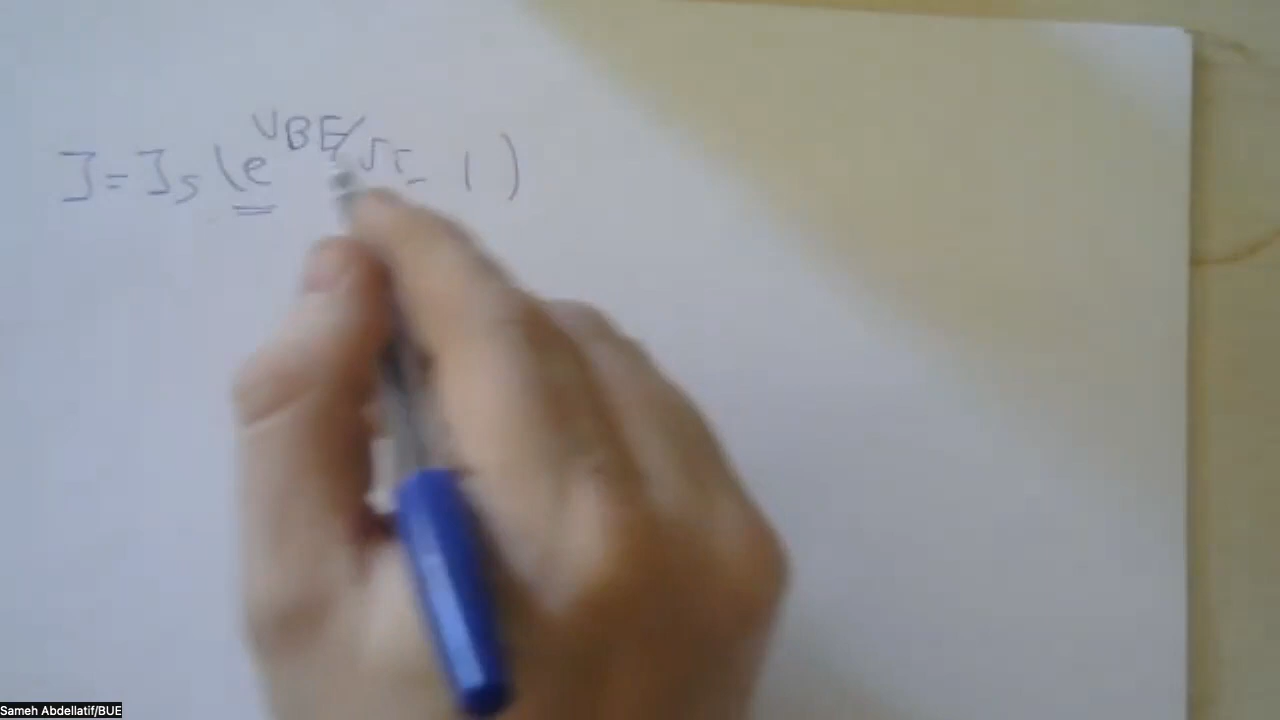 I = Is (e^VBE/VT - 1)
Sameh Abdellatif/BUE